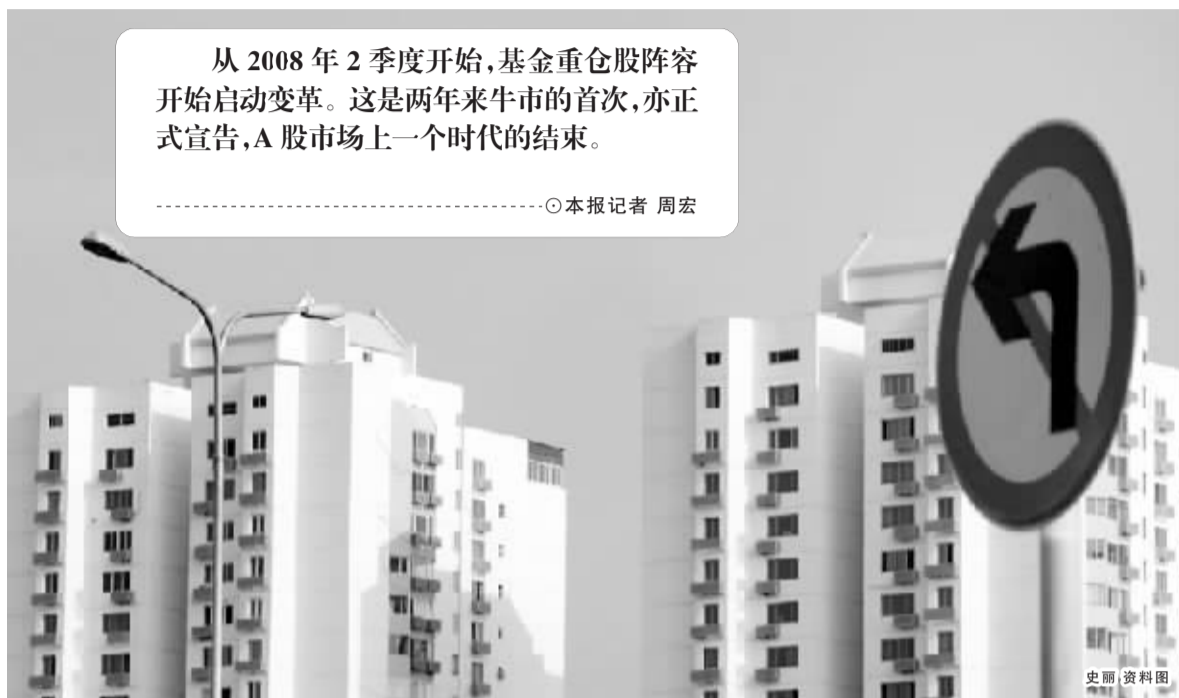 从 2008 年 2 季度开始,基金重仓股阵容
开始启动变革。这是两年来牛市的首次,亦正
式宣告,A 股市场上一个时代的结束。
⊙本报记者 周宏
史丽 资料图